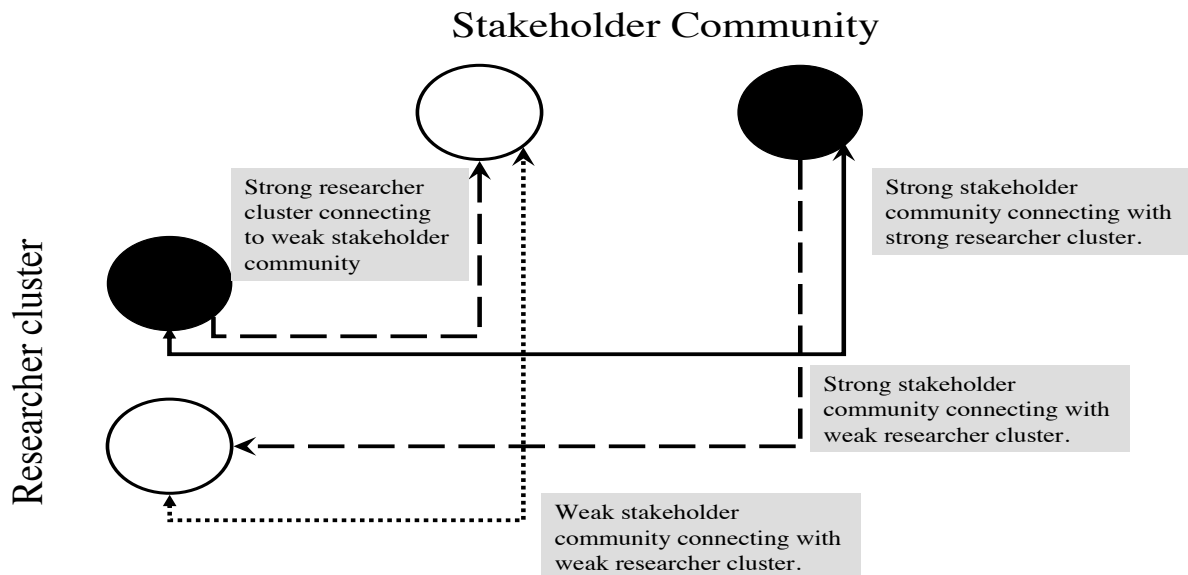 Stakeholder Community
Strong researcher
cluster connecting
to weak stakeholder
community
Strong stakeholder
community connecting with
strong researcher cluster.
Researcher cluster
Strong stakeholder
community connecting with
weak researcher cluster.
Weak stakeholder
community connecting with
weak researcher cluster.